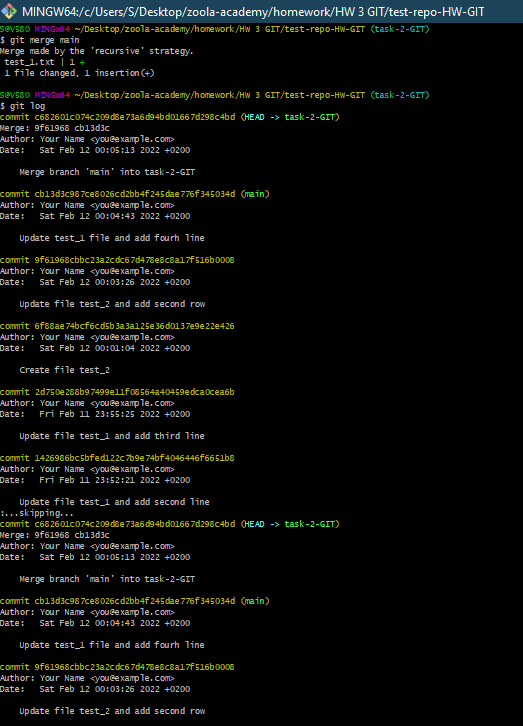 MINGW64:/c/Users/S/Desktop/zoola-academy/homework/HW 3 GIT/test-repo-HW-GIT
S@V580 MINGW64 ~/Desktop/zoola-academy/homework/HW 3 GIT/test-repo-HW-GIT (task-2-GIT)
$ git merge main
Merge made by the 'recursive' strategy.
 test_1.txt | 1 +
 1 file changed, 1 insertion(+)

S@V580 MINGW64 ~/Desktop/zoola-academy/homework/HW 3 GIT/test-repo-HW-GIT (task-2-GIT)
$ git log
commit c682601c074c209d8e73a6d94bd01667d298c4bd (HEAD -> task-2-GIT)
Merge: 9f61968 cb13d3c
Author: Your Name <you@example.com>
Date:   Sat Feb 12 00:05:13 2022 +0200

    Merge branch 'main' into task-2-GIT

commit cb13d3c987ce8026cd2bb4f245dae776f345034d (main)
Author: Your Name <you@example.com>
Date:   Sat Feb 12 00:04:43 2022 +0200

    Update test_1 file and add fourh line

commit 9f61968cbbc23a2cdc67d478e8c8a17f516b0008
Author: Your Name <you@example.com>
Date:   Sat Feb 12 00:03:26 2022 +0200

    Update file test_2 and add second row

commit 6f88ae74bcf6cd5b3a3a125e36d0137e9e22e426
Author: Your Name <you@example.com>
Date:   Sat Feb 12 00:01:04 2022 +0200

    Create file test_2

commit 2d750e288b97499e11f08564a40459edca0cea6b
Author: Your Name <you@example.com>
Date:   Fri Feb 11 23:55:25 2022 +0200

    Update file test_1 and add third line

commit 1426986bc5bfed122c7b9e74bf4046446f6651b8
Author: Your Name <you@example.com>
Date:   Fri Feb 11 23:52:21 2022 +0200

    Update file test_1 and add second line
:...skipping...
commit c682601c074c209d8e73a6d94bd01667d298c4bd (HEAD -> task-2-GIT)
Merge: 9f61968 cb13d3c
Author: Your Name <you@example.com>
Date:   Sat Feb 12 00:05:13 2022 +0200

    Merge branch 'main' into task-2-GIT

commit cb13d3c987ce8026cd2bb4f245dae776f345034d (main)
Author: Your Name <you@example.com>
Date:   Sat Feb 12 00:04:43 2022 +0200

    Update test_1 file and add fourh line

commit 9f61968cbbc23a2cdc67d478e8c8a17f516b0008
Author: Your Name <you@example.com>
Date:   Sat Feb 12 00:03:26 2022 +0200

    Update file test_2 and add second row